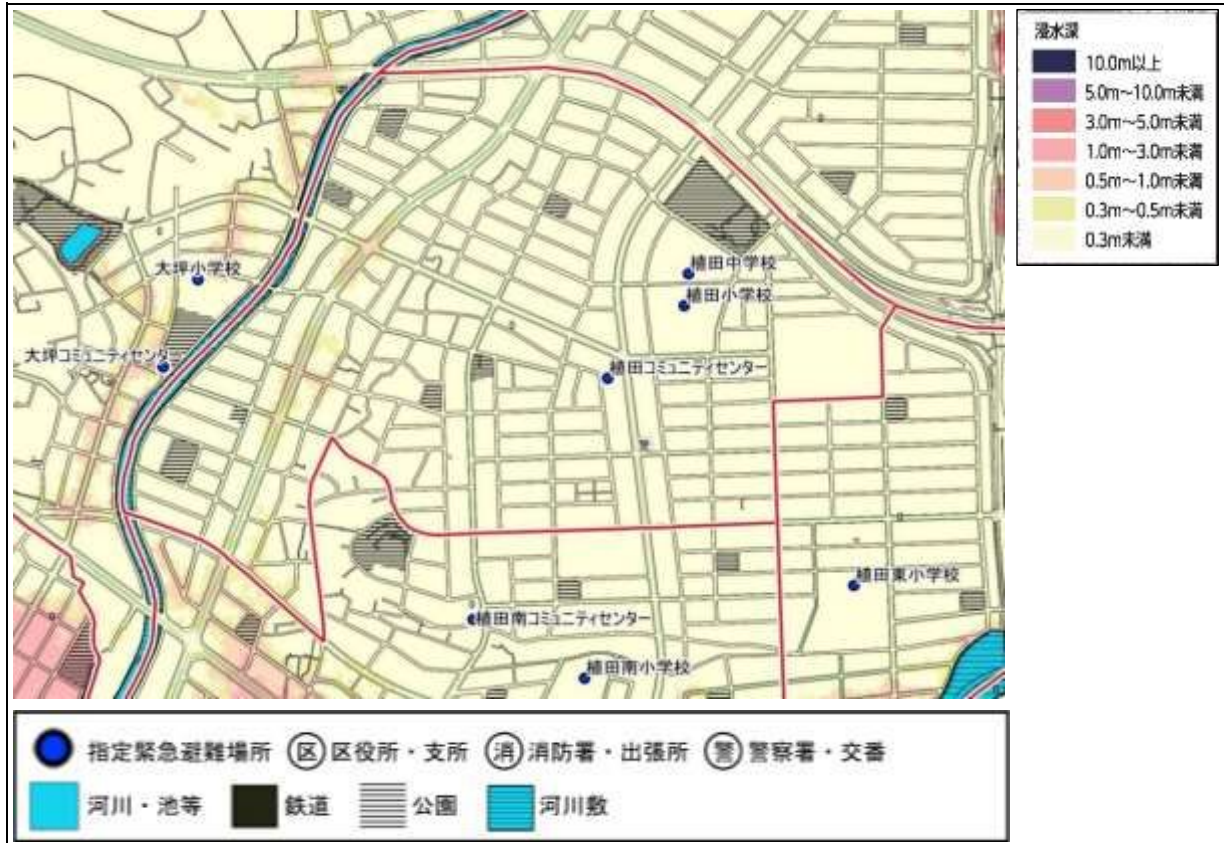 浸水深
10.0m以上
5.0m～10.0m未満
3.0m～5.0m未満
1.0m～3.0m未満
0.5m～1.0m未満
0.3m～0.5m未満
0.3m未満
大坪小学校
植田中学校
植田小学校
大坪コミュニティセンター
植田コミュニティセンター
植田東小学校
植田南コミュニティセンター
植田南小学校
指定緊急避難場所 区 区役所・支所 消 消防署・出張所 警 警察署・交番
河川・池等 鉄道 公園 河川敷